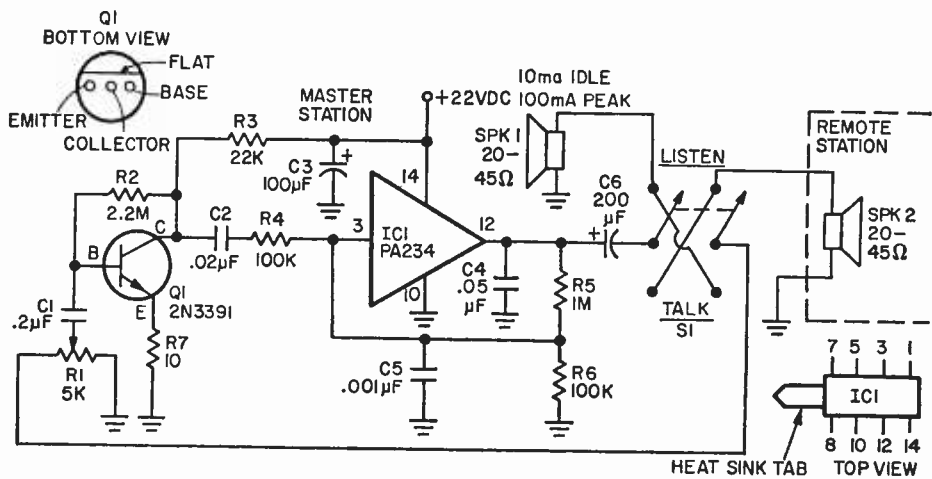 Q1
BOTTOM VIEW
FLAT
BASE
EMITTER
COLLECTOR
MASTER
STATION
+22VDC
10ma IDLE
100mA PEAK
R3
22K
C3
100µF
+
SPK 1
20–
45Ω
LISTEN
REMOTE
STATION
R2
2.2M
C
C2
.02µF
R4
100K
14
3
IC1
PA234
12
10
C6
200
µF
+
SPK 2
20–
45Ω
B
Q1
2N3391
E
C4
.05
µF
R5
1M
TALK
S1
C1
.2µF
R7
10
R1
5K
C5
.001µF
R6
100K
7 5 3 1
IC1
8 10 12 14
HEAT SINK TAB
TOP VIEW